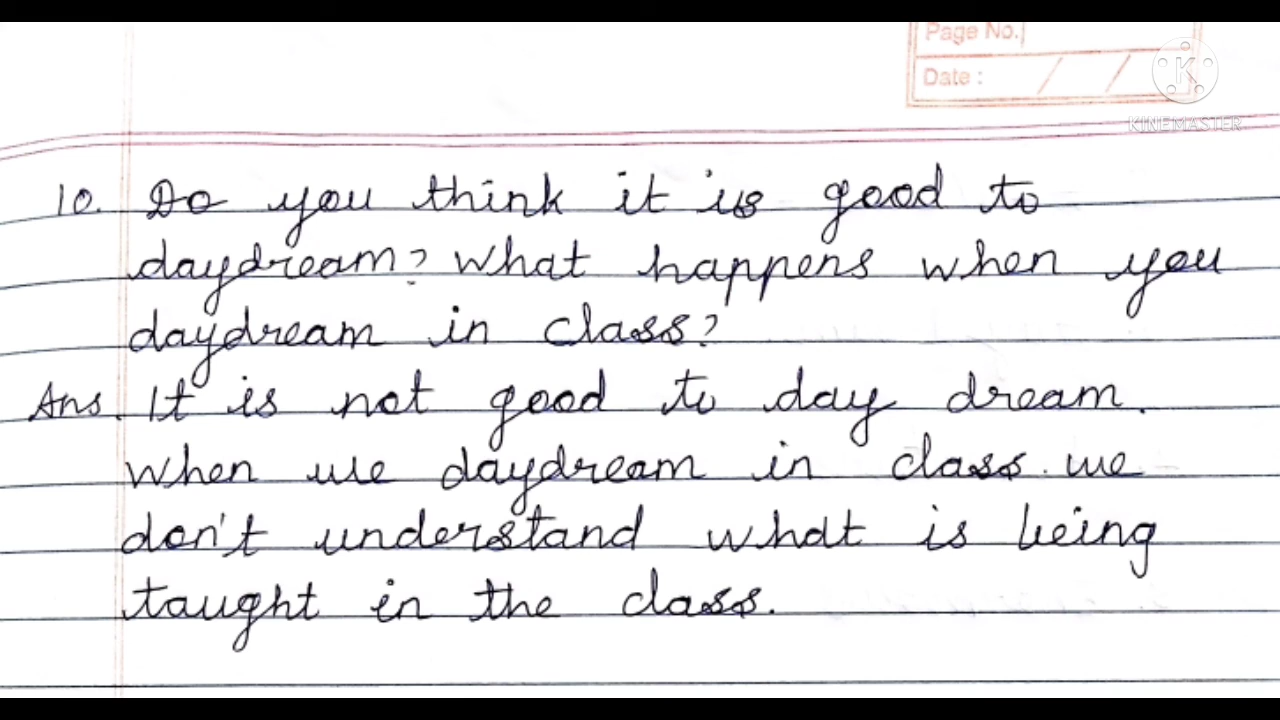 Page No.
Date : / /
KINEMASTER
10. Do you think it is good to
daydream? What happens when you
daydream in class?
Ans. It is not good to day dream.
When we daydream in class. we
don't understand what is being
taught in the class.